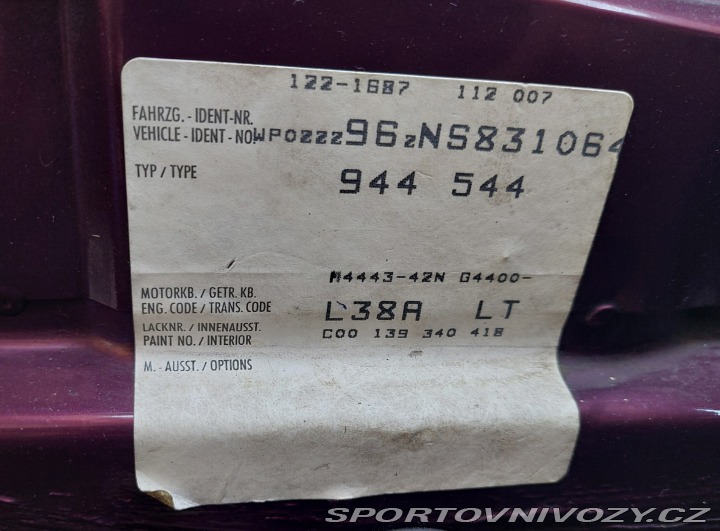 122-1687 112 007
FAHRZG. - IDENT-NR.
VEHICLE - IDENT - NO. WP0ZZZ96ZNS831064
TYP / TYPE 944 544
M4443-42N G4400-
MOTORKB. / GETR. KB.
ENG. CODE / TRANS. CODE L38A LT
LACKNR. / INNENAUSST.
PAINT NO. / INTERIOR C00 139 340 418
M. - AUSST. / OPTIONS
SPORTOVNIVOZY.CZ